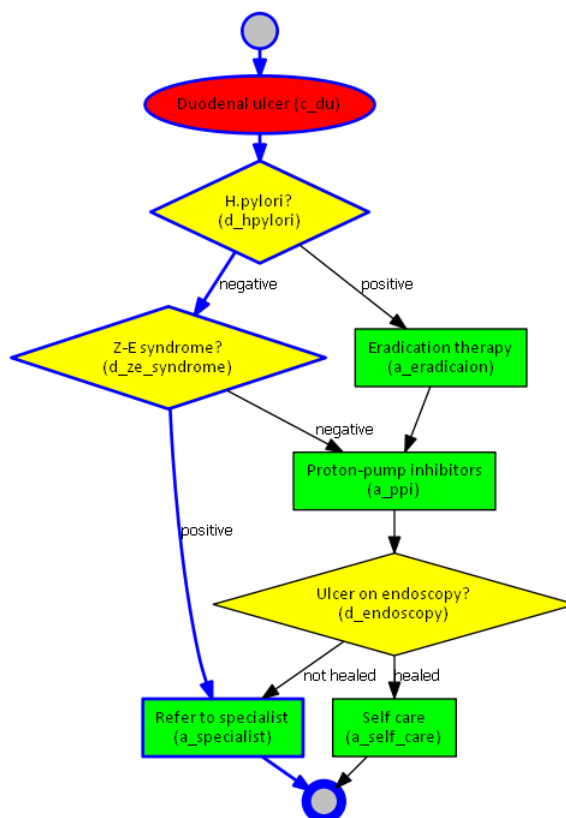 Duodenal ulcer (c_du)
H.pylori?
(d_hpylori)
negative
positive
Z-E syndrome?
(d_ze_syndrome)
Eradication therapy
(a_eradicaion)
negative
Proton-pump inhibitors
(a_ppi)
positive
Ulcer on endoscopy?
(d_endoscopy)
not healed
healed
Refer to specialist
(a_specialist)
Self care
(a_self_care)